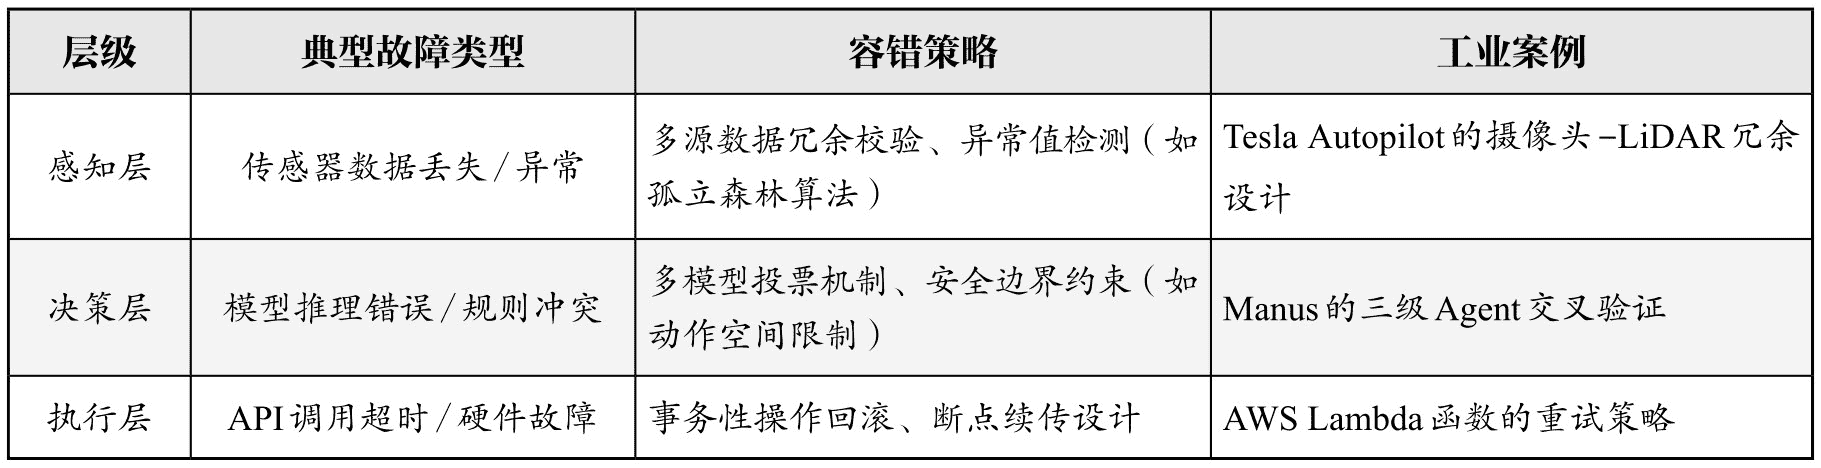 层级 典型故障类型 容错策略 工业案例
感知层 传感器数据丢失/异常 多源数据冗余校验、异常值检测（如
孤立森林算法） Tesla Autopilot的摄像头-LiDAR冗余
设计
决策层 模型推理错误/规则冲突 多模型投票机制、安全边界约束（如
动作空间限制） Manus的三级Agent交叉验证
执行层 API调用超时/硬件故障 事务性操作回滚、断点续传设计 AWS Lambda函数的重试策略